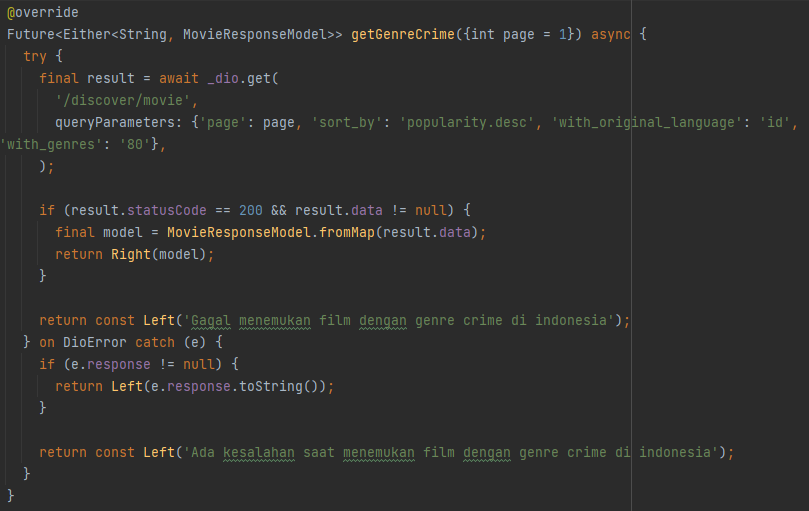 @override
Future<Either<String, MovieResponseModel>> getGenreCrime({int page = 1}) async {
  try {
    final result = await _dio.get(
      '/discover/movie',
      queryParameters: {'page': page, 'sort_by': 'popularity.desc', 'with_original_language': 'id',
'with_genres': '80'},
    );

    if (result.statusCode == 200 && result.data != null) {
      final model = MovieResponseModel.fromMap(result.data);
      return Right(model);
    }

    return const Left('Gagal menemukan film dengan genre crime di indonesia');
  } on DioError catch (e) {
    if (e.response != null) {
      return Left(e.response.toString());
    }

    return const Left('Ada kesalahan saat menemukan film dengan genre crime di indonesia');
  }
}